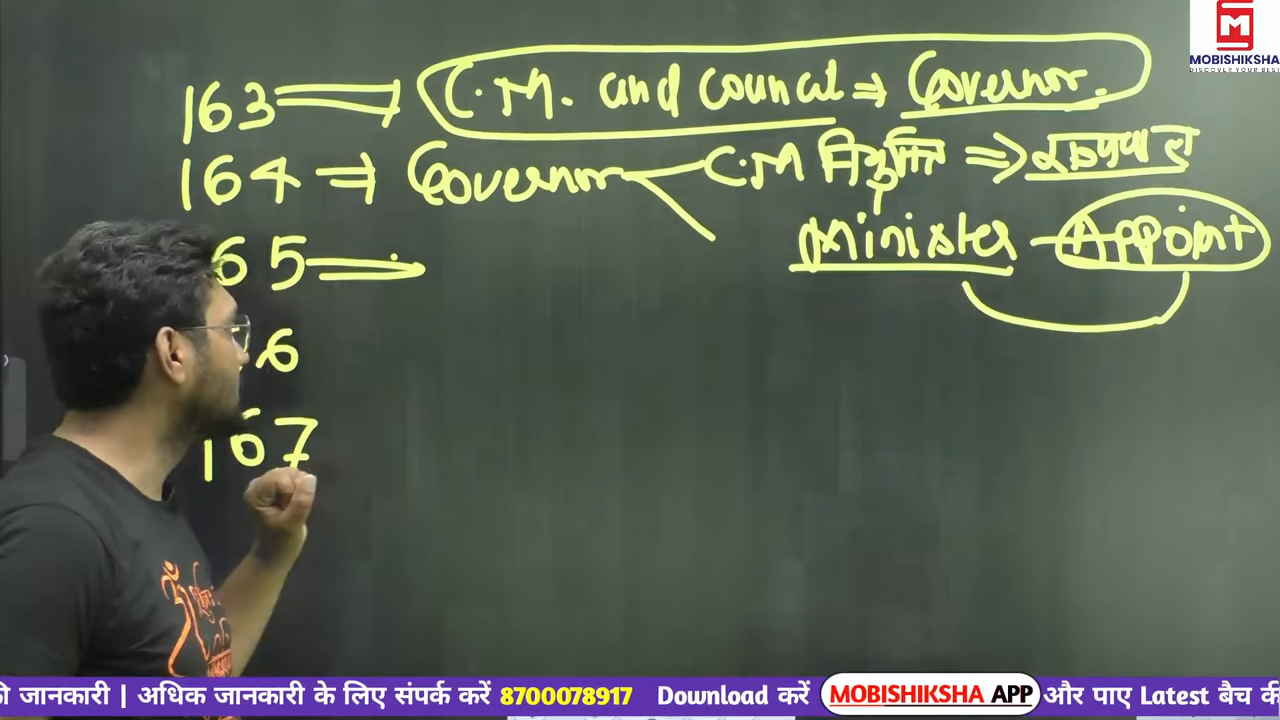 M
MOBISHIKSHA
163 ⟹ C.M. and council ⇒ Governor.
164 ⇒ Governor C.M नियुक्ति ⇒
Minister - Appoint
65
6
167
जानकारी | अधिक जानकारी के लिए संपर्क करें 8700078917 Download करें MOBISHIKSHA APP और पाए Latest बैच की